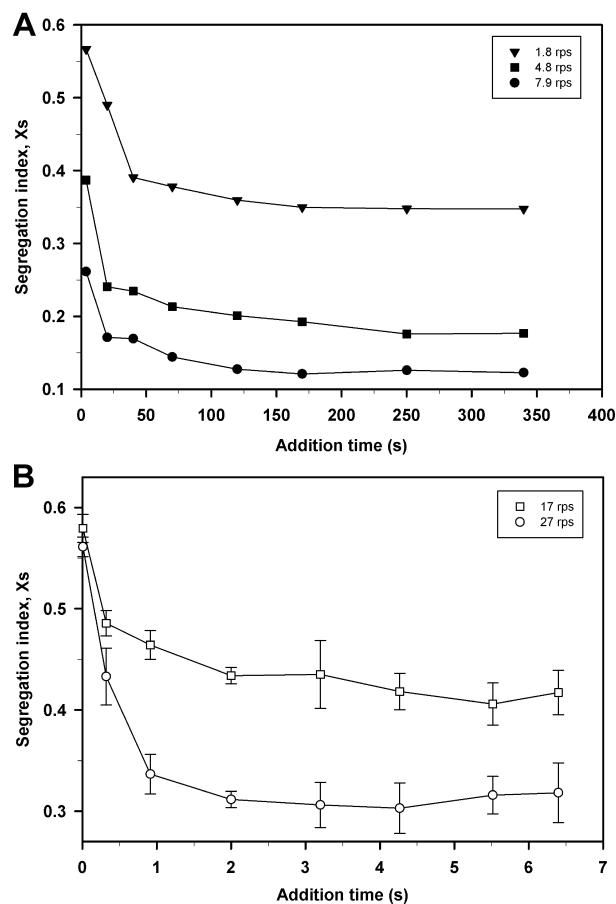 A
0.6
0.5
0.4
0.3
0.2
0.1
Segregation index, Xs
1.8 rps
4.8 rps
7.9 rps
0 50 100 150 200 250 300 350 400
Addition time (s)
B
0.6
0.5
0.4
0.3
Segregation index, Xs
17 rps
27 rps
0 1 2 3 4 5 6 7
Addition time (s)